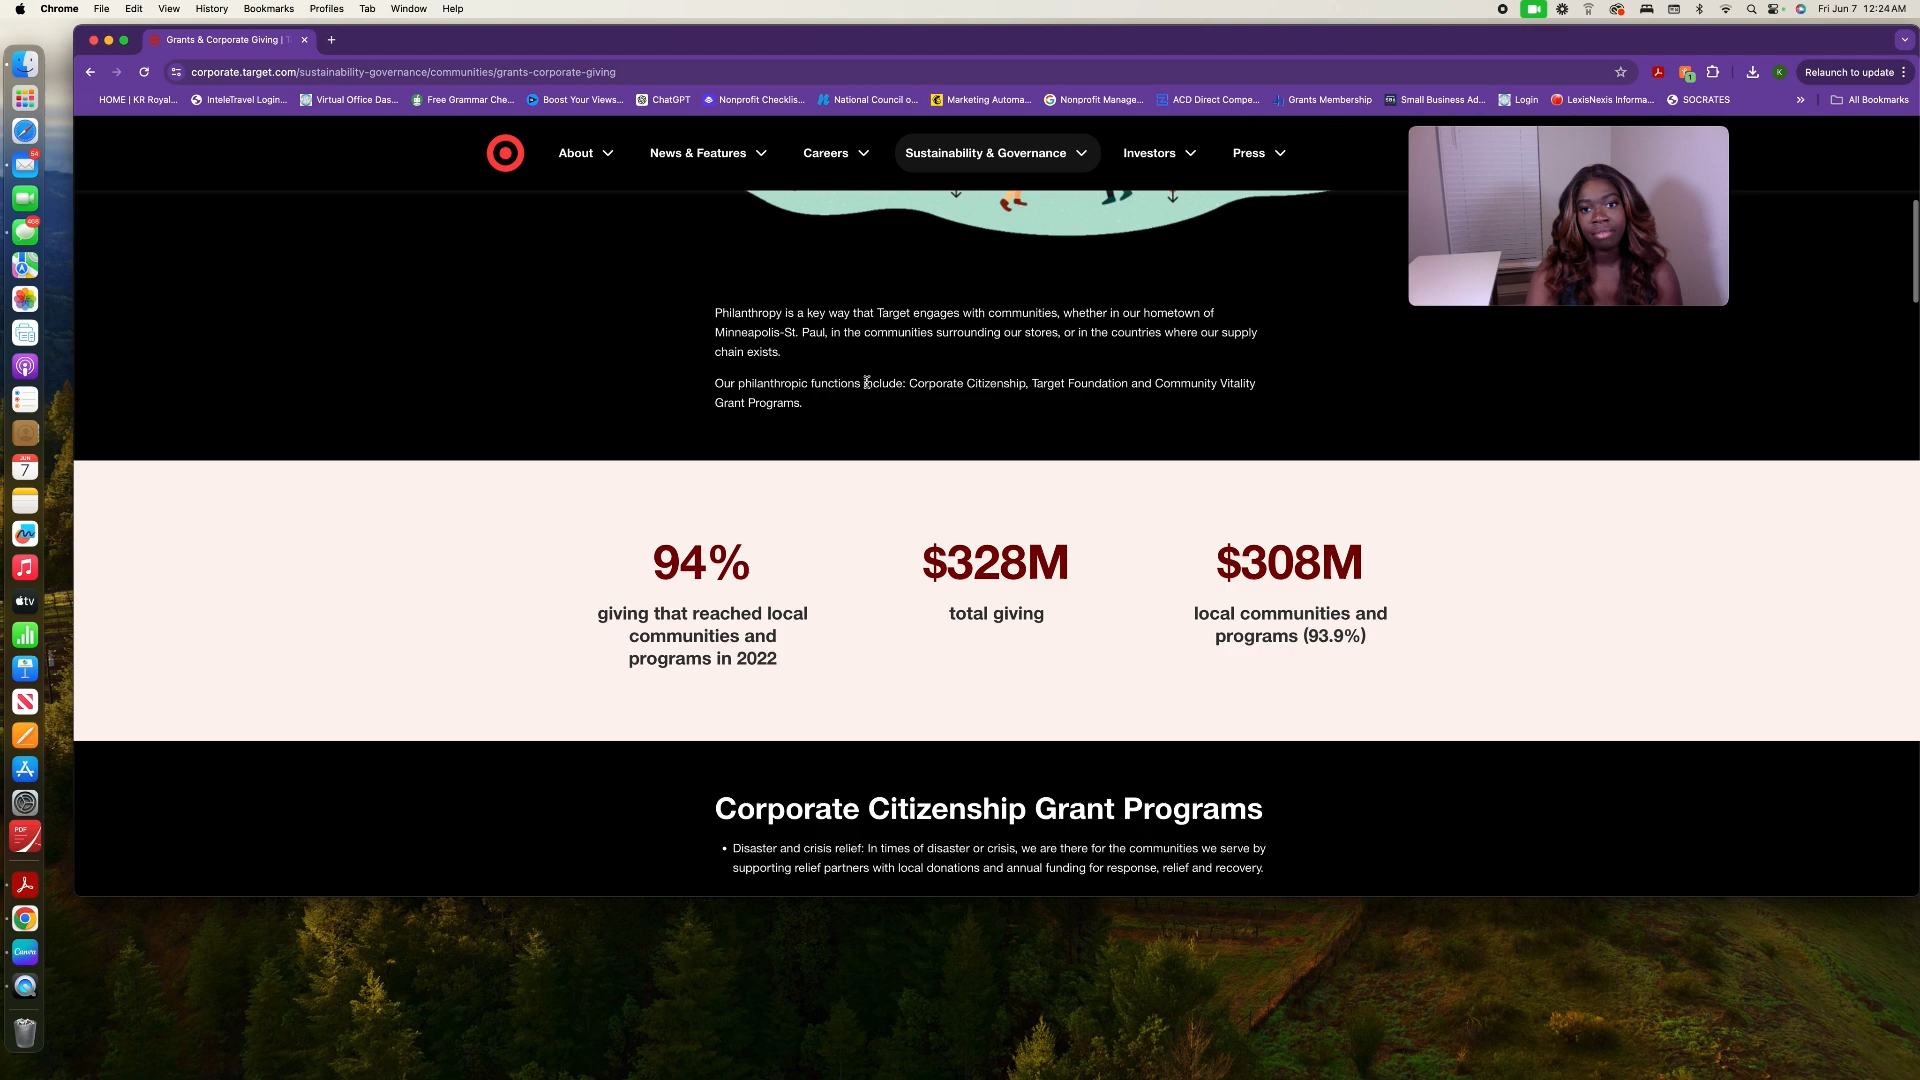 Chrome File Edit View History Bookmarks Profiles Tab Window Help Fri Jun 7 12:24 AM
Grants & Corporate Giving |
corporate.target.com/sustainability-governance/communities/grants-corporate-giving Relaunch to update
HOME | KR Royal... InteleTravel Login... Virtual Office Das... Free Grammar Che... Boost Your Views... ChatGPT Nonprofit Checklis... National Council o... Marketing Automa... Nonprofit Manage... ACD Direct Compe... Grants Membership Small Business Ad... Login LexisNexis Informa... SOCRATES All Bookmarks
About News & Features Careers Sustainability & Governance Investors Press
Philanthropy is a key way that Target engages with communities, whether in our hometown of
Minneapolis-St. Paul, in the communities surrounding our stores, or in the countries where our supply
chain exists.
Our philanthropic functions include: Corporate Citizenship, Target Foundation and Community Vitality
Grant Programs.
94%
giving that reached local
communities and
programs in 2022
$328M
total giving
$308M
local communities and
programs (93.9%)
Corporate Citizenship Grant Programs
• Disaster and crisis relief: In times of disaster or crisis, we are there for the communities we serve by
supporting relief partners with local donations and annual funding for response, relief and recovery.
54
JUN
7
tv
PDF
Canva